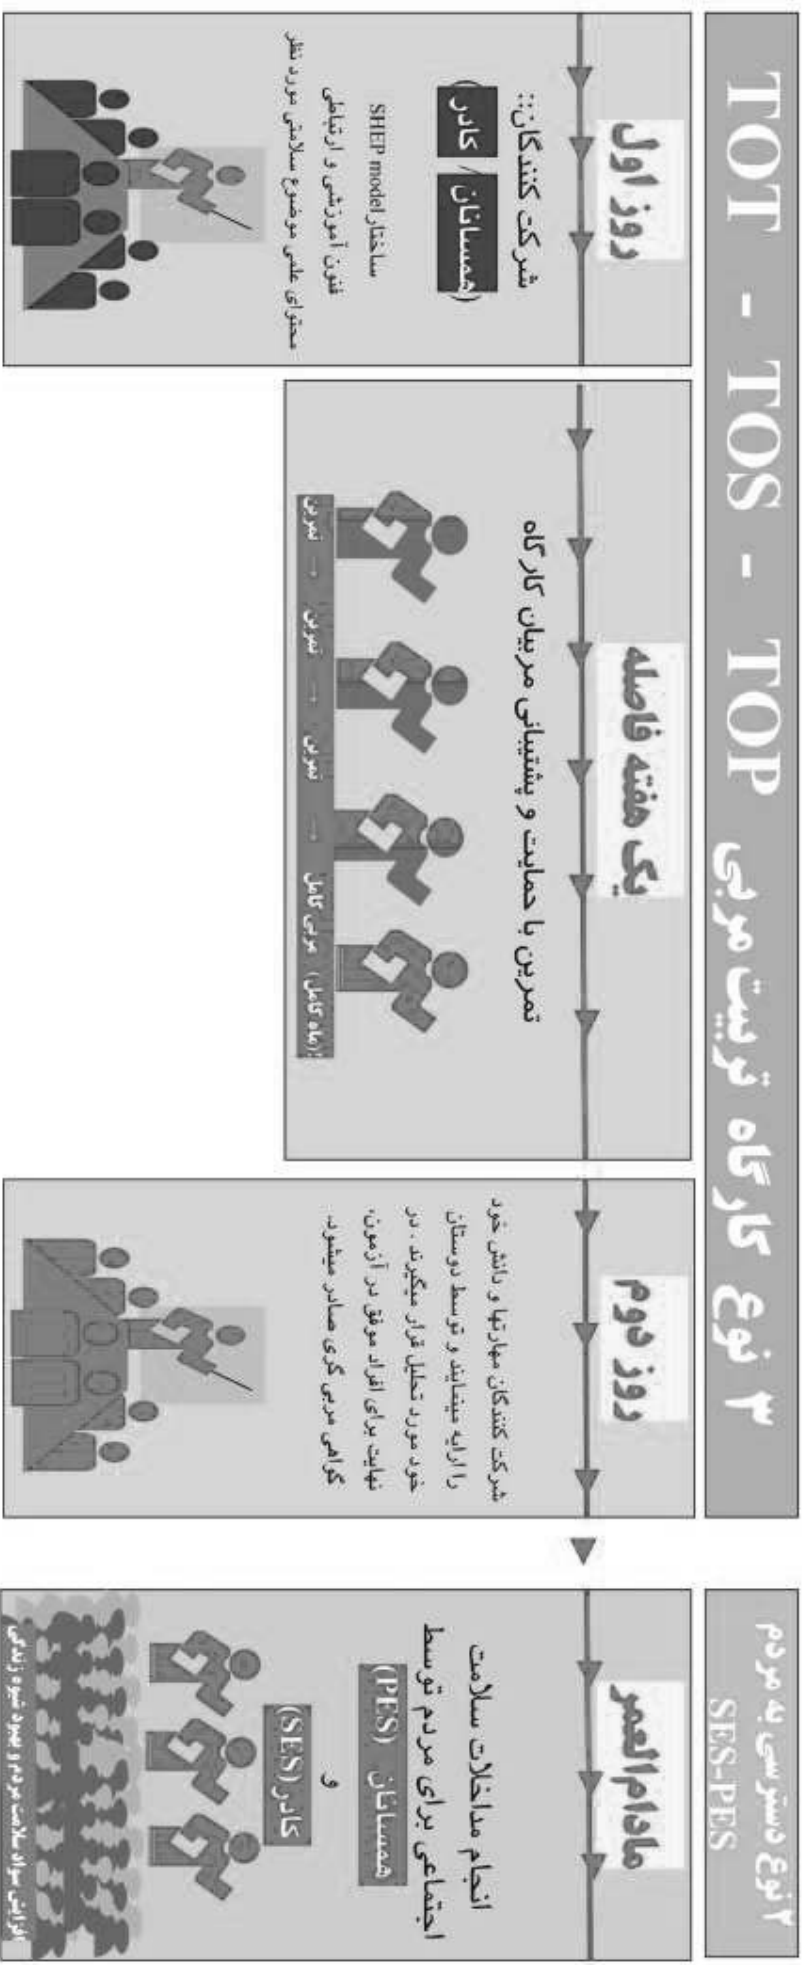 TOT - TOS - TOP ۳ نوع کارگاه تربیت مربی
روز اول
شرکت کنندگان::
(همسانان / کادر)
ساختار SHEP model
فنون آموزشی و ارتباطی
محتوای علمی موضوع سلامتی مورد نظر
یک هفته فاصله
تمرین با حمایت و پشتیبانی مربیان کارگاه
تمرین → تمرین → تمرین → مربی کامل (ماه کامل)!
روز دوم
شرکت کنندگان مهارتها و دانش خود
را ارایه مینمایند و توسط دوستان
خود مورد تحلیل قرار میگیرند . در
نهایت برای افراد موفق در آزمون،
گواهی مربی گری صادر میشود.
۲ نوع دسترسی به مردم
SES-PES
مادام‌العمر
انجام مداخلات سلامت
اجتماعی برای مردم توسط
همسانان (PES)
و
کادر (SES)
افزایش سواد سلامت مردم و بهبود شیوه زندگی